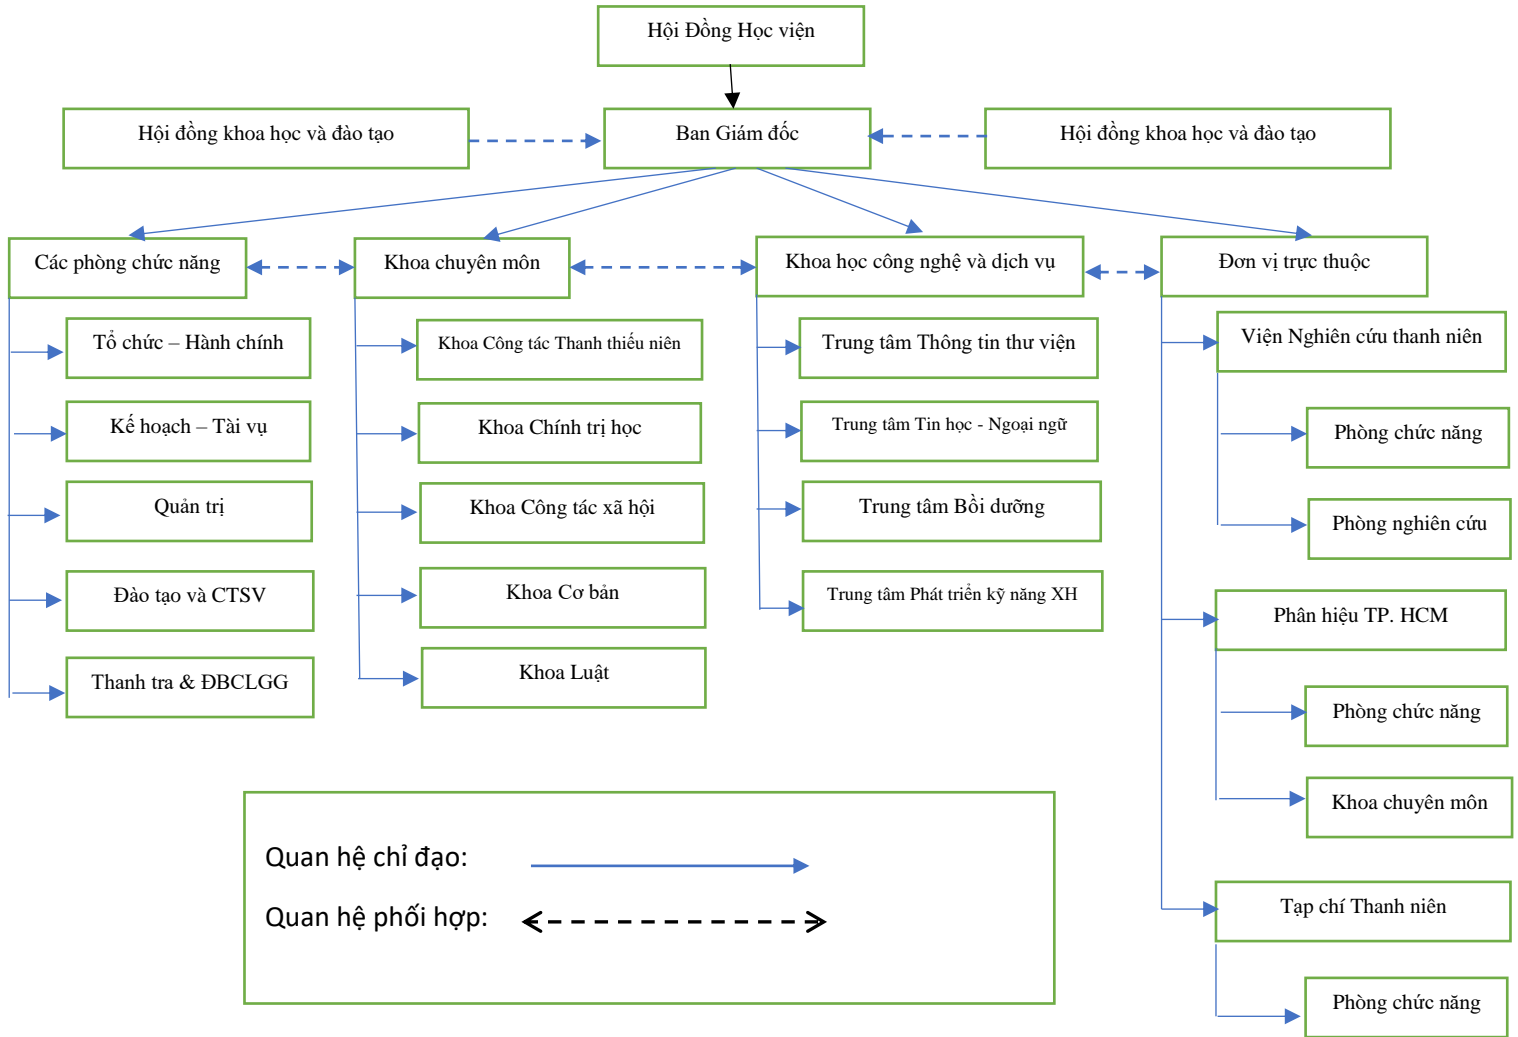 Hội Đồng Học viện
Hội đồng khoa học và đào tạo
Ban Giám đốc
Hội đồng khoa học và đào tạo
Các phòng chức năng
Khoa chuyên môn
Khoa học công nghệ và dịch vụ
Đơn vị trực thuộc
Tổ chức – Hành chính
Kế hoạch – Tài vụ
Quản trị
Đào tạo và CTSV
Thanh tra & ĐBCLGG
Khoa Công tác Thanh thiếu niên
Khoa Chính trị học
Khoa Công tác xã hội
Khoa Cơ bản
Khoa Luật
Trung tâm Thông tin thư viện
Trung tâm Tin học - Ngoại ngữ
Trung tâm Bồi dưỡng
Trung tâm Phát triển kỹ năng XH
Viện Nghiên cứu thanh niên
Phòng chức năng
Phòng nghiên cứu
Phân hiệu TP. HCM
Phòng chức năng
Khoa chuyên môn
Tạp chí Thanh niên
Phòng chức năng
Quan hệ chỉ đạo:
Quan hệ phối hợp: